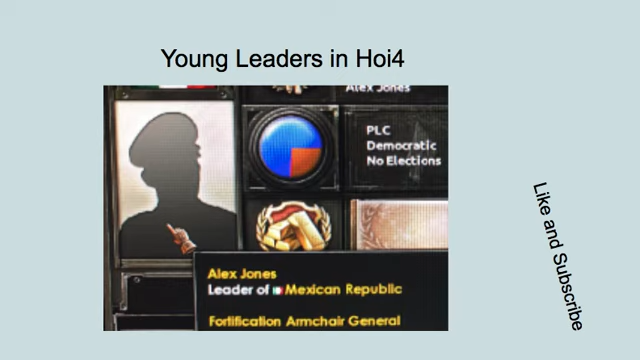 Young Leaders in Hoi4
Alex Jones
PLC
Democratic
No Elections
Alex Jones
Leader of Mexican Republic
Fortification Armchair General
Like and Subscribe